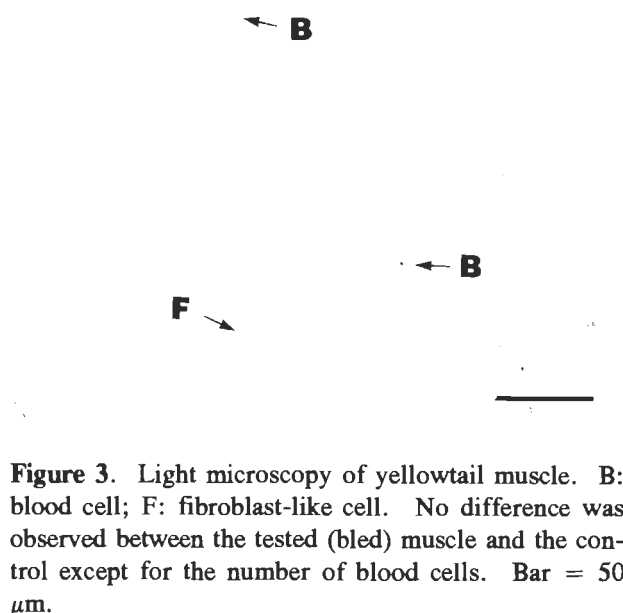 B
B
F
Figure 3. Light microscopy of yellowtail muscle. B:
blood cell; F: fibroblast-like cell. No difference was
observed between the tested (bled) muscle and the con-
trol except for the number of blood cells. Bar = 50
μm.